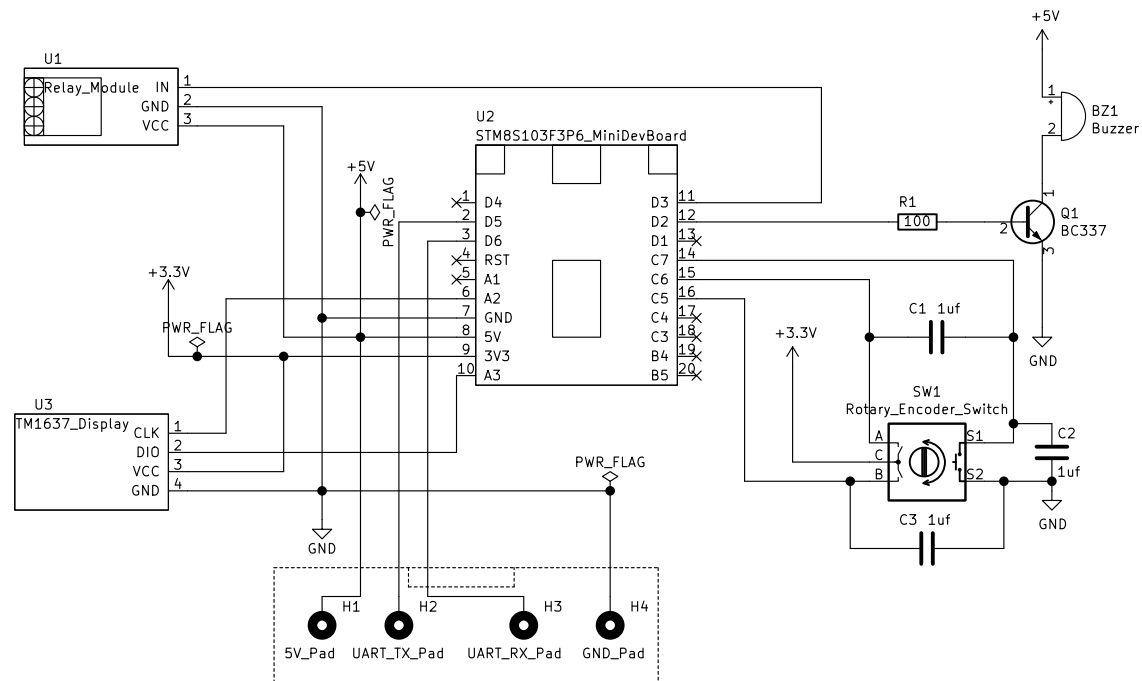 +5V
U1
Relay_Module
IN 1
GND 2
VCC 3
BZ1
Buzzer
1
+
2
U2
STM8S103F3P6_MiniDevBoard
+5V
PWR_FLAG
1 D4
2 D5
3 D6
4 RST
5 A1
6 A2
7 GND
8 5V
9 3V3
10 A3
D3 11
D2 12
D1 13
C7 14
C6 15
C5 16
C4 17
C3 18
B4 19
B5 20
R1
100
1
2
3
Q1
BC337
+3.3V
PWR_FLAG
C1 1uf
+3.3V
GND
U3
TM1637_Display
CLK 1
DIO 2
VCC 3
GND 4
SW1
Rotary_Encoder_Switch
A
C
B
S1
S2
C2
1uf
GND
C3 1uf
PWR_FLAG
GND
H1
H2
H3
H4
5V_Pad
UART_TX_Pad
UART_RX_Pad
GND_Pad